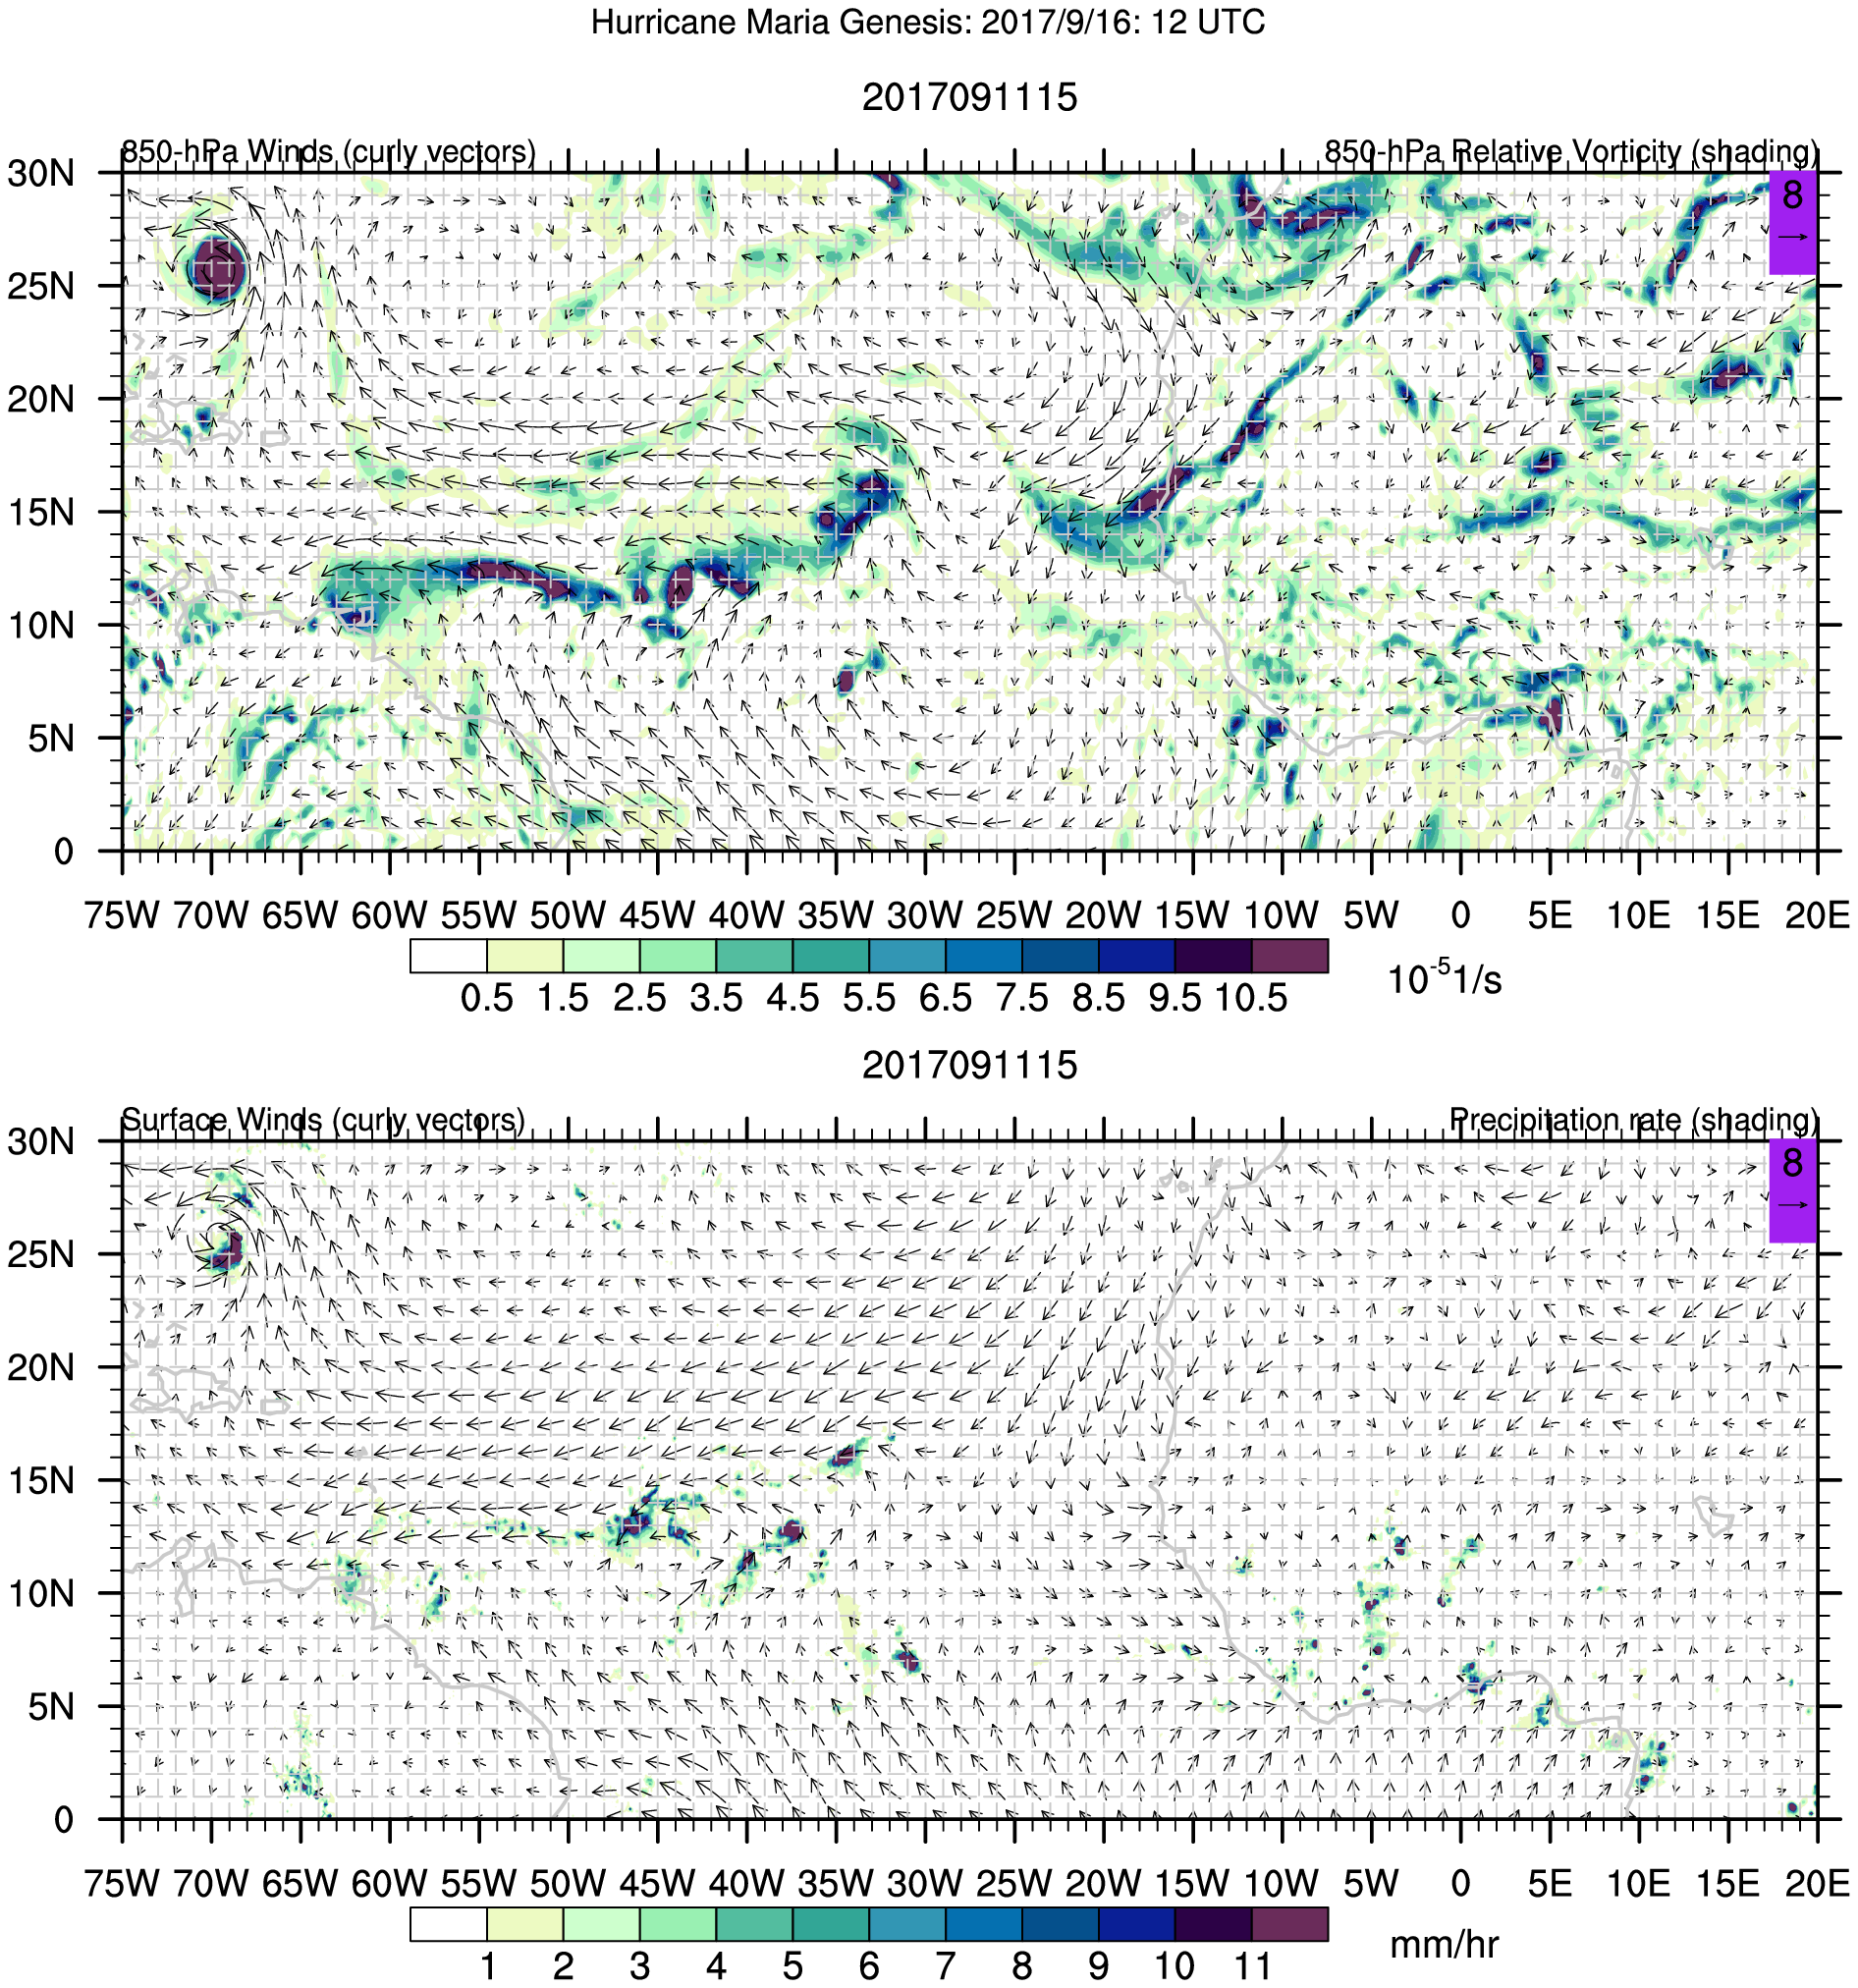 Hurricane Maria Genesis: 2017/9/16: 12 UTC
2017091115
850-hPa Winds (curly vectors) 850-hPa Relative Vorticity (shading)
8
30N
25N
20N
15N
10N
5N
0
75W 70W 65W 60W 55W 50W 45W 40W 35W 30W 25W 20W 15W 10W 5W 0 5E 10E 15E 20E
0.5 1.5 2.5 3.5 4.5 5.5 6.5 7.5 8.5 9.5 10.5
10⁻⁵1/s
2017091115
Surface Winds (curly vectors) Precipitation rate (shading)
8
30N
25N
20N
15N
10N
5N
0
75W 70W 65W 60W 55W 50W 45W 40W 35W 30W 25W 20W 15W 10W 5W 0 5E 10E 15E 20E
1 2 3 4 5 6 7 8 9 10 11
mm/hr